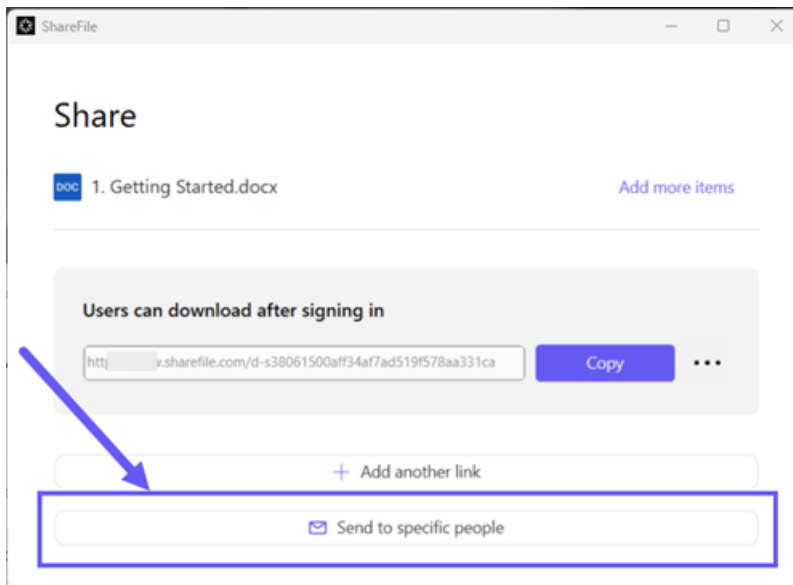 ShareFile
Share
DOC 1. Getting Started.docx Add more items
Users can download after signing in
.sharefile.com/d-s38061500aff34af7ad519f578aa331ca Copy
Add another link
Send to specific people